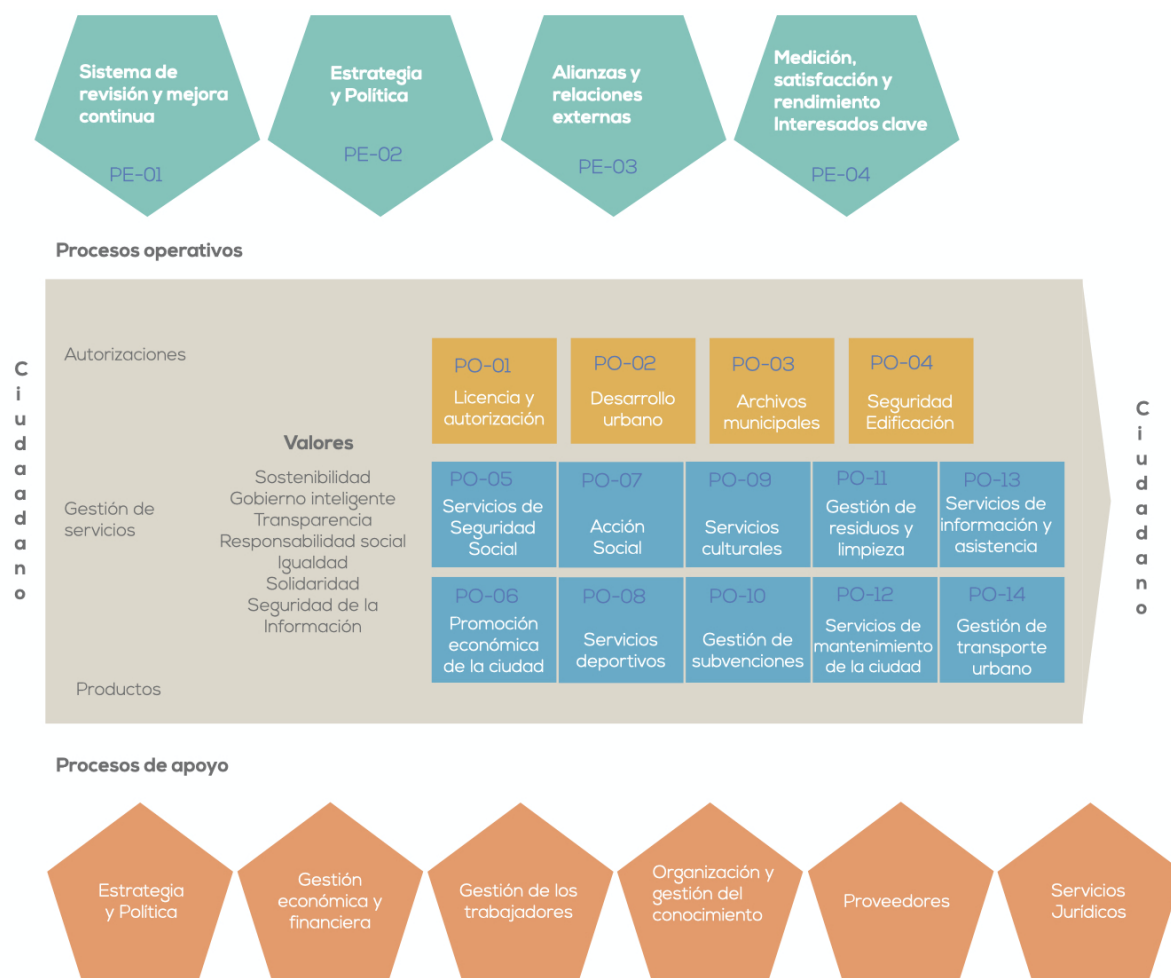 Sistema de
revisión y mejora
continua
PE-01
Estrategia
y Política
PE-02
Alianzas y
relaciones
externas
PE-03
Medición,
satisfacción y
rendimiento
Interesados clave
PE-04
Procesos operativos
Ciudadano
Autorizaciones
Gestión de
servicios
Productos
Valores
Sostenibilidad
Gobierno inteligente
Transparencia
Responsabilidad social
Igualdad
Solidaridad
Seguridad de la
Información
PO-01
Licencia y
autorización
PO-02
Desarrollo
urbano
PO-03
Archivos
municipales
PO-04
Seguridad
Edificación
PO-05
Servicios de
Seguridad
Social
PO-07
Acción
Social
PO-09
Servicios
culturales
PO-11
Gestión de
residuos y
limpieza
PO-13
Servicios de
información y
asistencia
PO-06
Promoción
económica
de la ciudad
PO-08
Servicios
deportivos
PO-10
Gestión de
subvenciones
PO-12
Servicios de
mantenimiento
de la ciudad
PO-14
Gestión de
transporte
urbano
Ciudadano
Procesos de apoyo
Estrategia
y Política
Gestión
económica y
financiera
Gestión de los
trabajadores
Organización y
gestión del
conocimiento
Proveedores
Servicios
Jurídicos